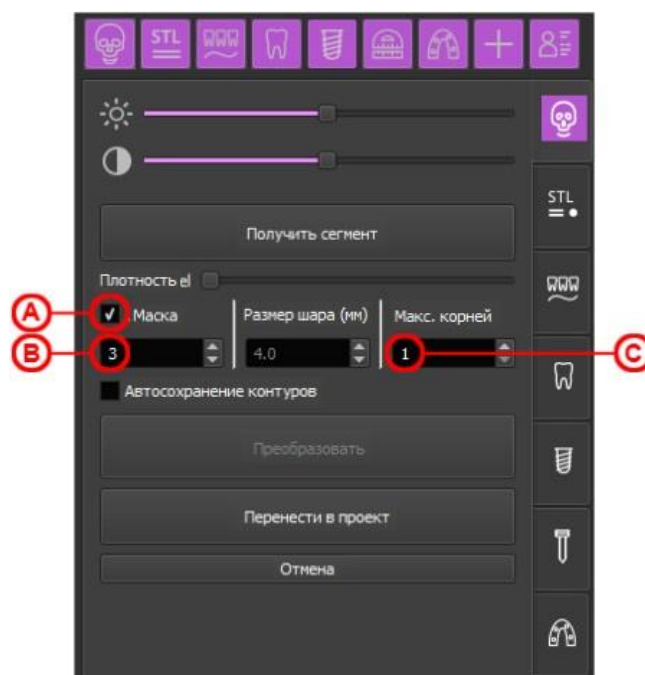 STL
Получить сегмент
STL
Плотность el
A
.Маска
Размер шара (мм)
Макс. корней
B
3
4.0
1
C
Автосохранение контуров
Преобразовать
Перенести в проект
Отмена